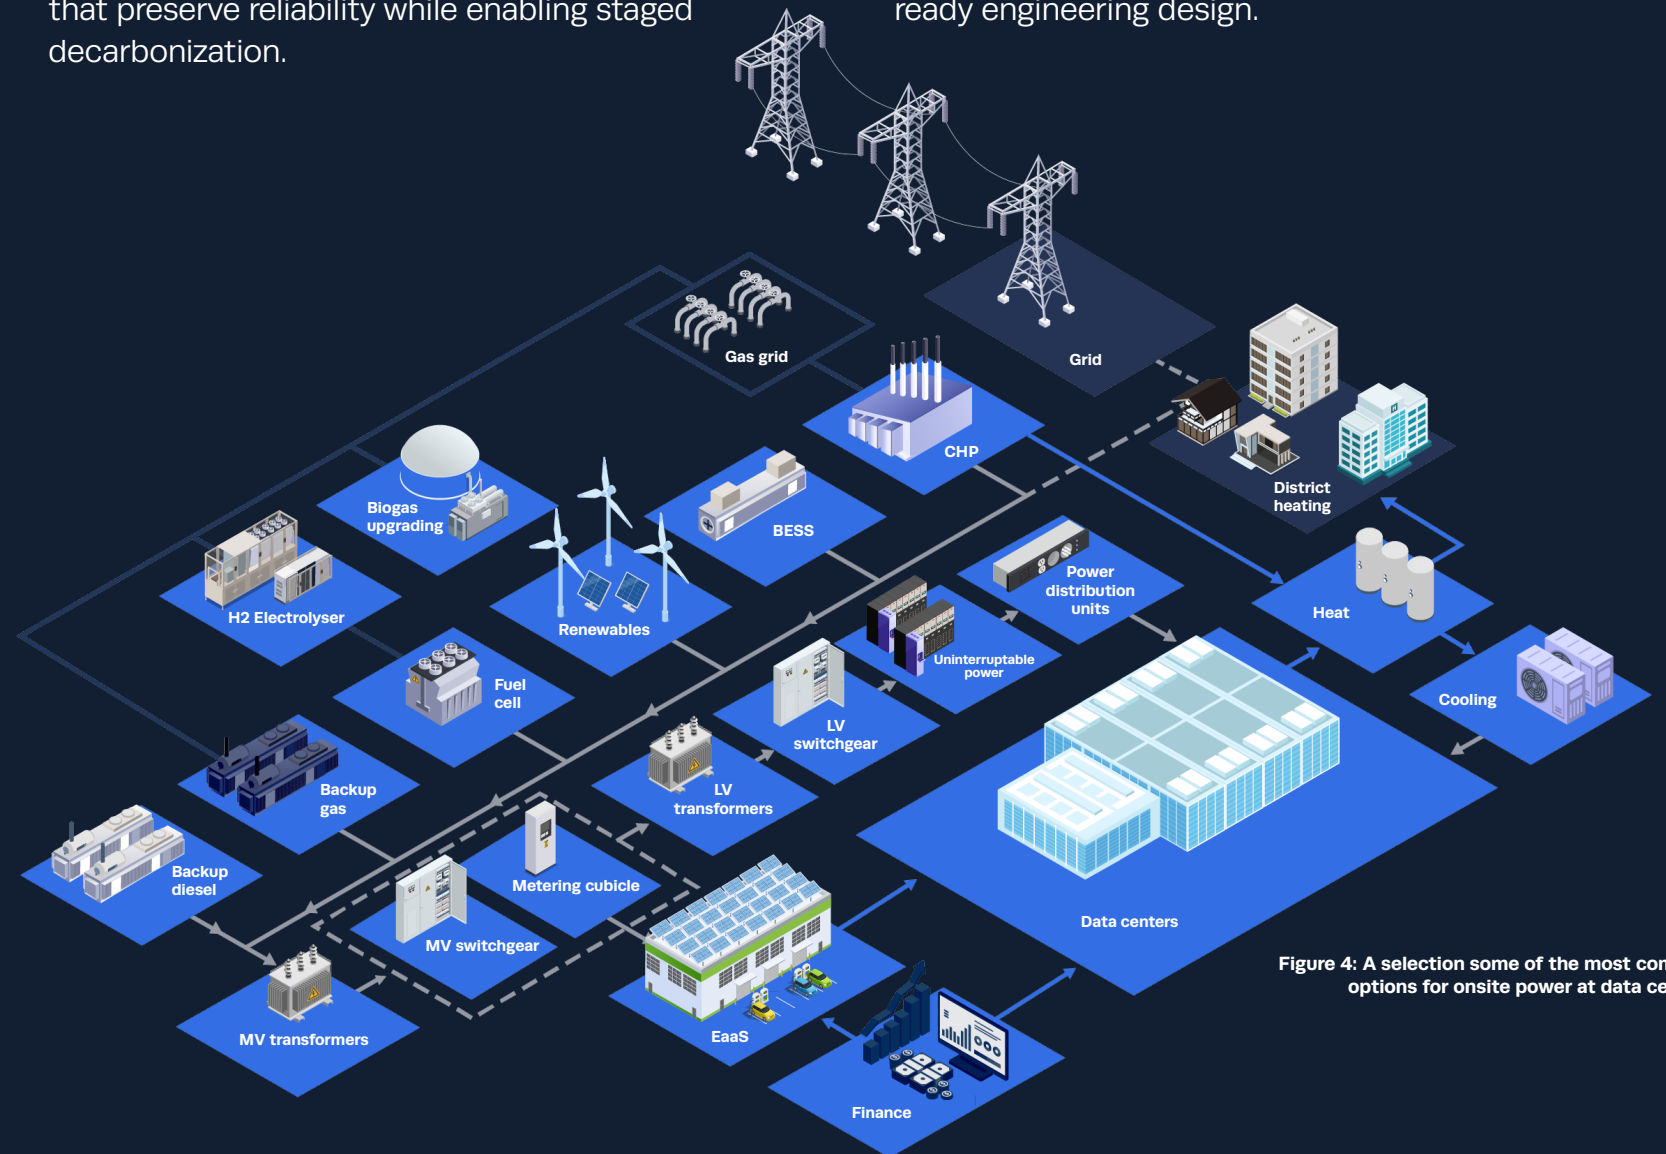 that preserve reliability while enabling staged
decarbonization.
ready engineering design.
Gas grid
Grid
CHP
District
heating
Biogas
upgrading
BESS
H2 Electrolyser
Renewables
Power
distribution
units
Heat
Uninterruptable
power
Cooling
Fuel
cell
LV
switchgear
Backup
gas
LV
transformers
Backup
diesel
Metering cubicle
MV switchgear
Data centers
MV transformers
EaaS
Finance
Figure 4: A selection some of the most
options for onsite power at data